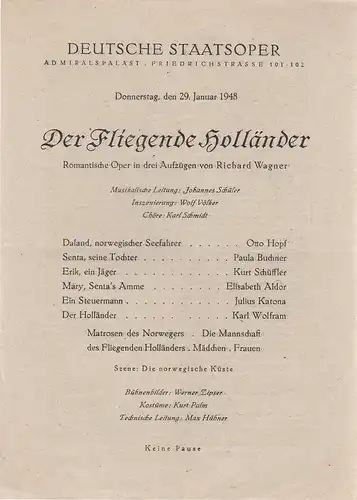 DEUTSCHE STAATSOPER
ADMIRALSPALAST . FRIEDRICHSTRASSE 101-102
Donnerstag, den 29. Januar 1948
Der Fliegende Holländer
Romantische Oper in drei Aufzügen von Richard Wagner
Musikalische Leitung: Johannes Schüler
Inszenierung: Wolf Völker
Chöre: Karl Schmidt
Daland, norwegischer Seefahrer . . . . . . Otto Hopf
Senta, seine Tochter . . . . . . . . . . Paula Buchner
Erik, ein Jäger . . . . . . . . . . . . Kurt Schüffler
Mary, Senta's Amme . . . . . . . . . Elisabeth Aldor
Ein Steuermann . . . . . . . . . . . Julius Katona
Der Holländer . . . . . . . . . . . . Karl Wolfram
Matrosen des Norwegers . Die Mannschaft
des Fliegenden Holländers . Mädchen . Frauen
Szene: Die norwegische Küste
Bühnenbilder: Werner Zipser
Kostüme: Kurt Palm
Technische Leitung: Max Hübner
Keine Pause